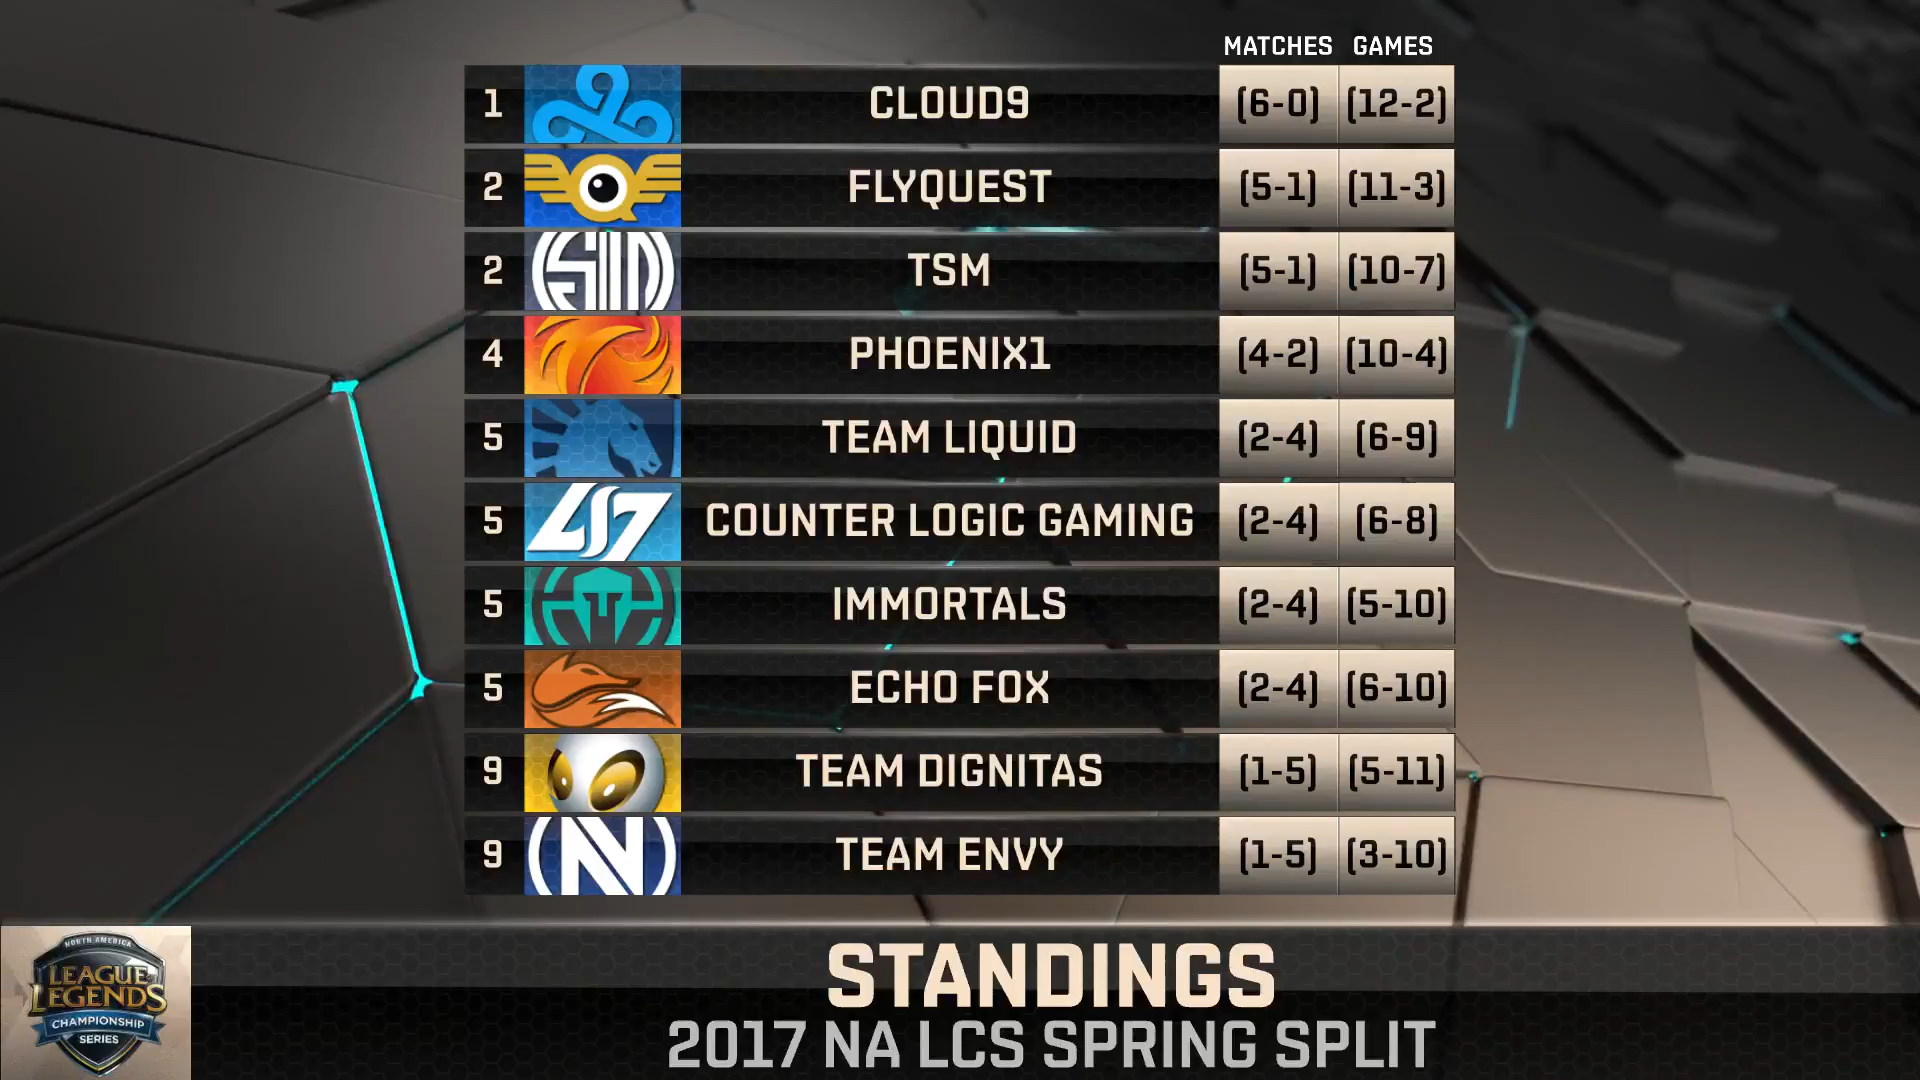 MATCHES GAMES
1 CLOUD9 (6-0) (12-2)
2 FLYQUEST (5-1) (11-3)
2 TSM (5-1) (10-7)
4 PHOENIX1 (4-2) (10-4)
5 TEAM LIQUID (2-4) (6-9)
5 COUNTER LOGIC GAMING (2-4) (6-8)
5 IMMORTALS (2-4) (5-10)
5 ECHO FOX (2-4) (6-10)
9 TEAM DIGNITAS (1-5) (5-11)
9 TEAM ENVY (1-5) (3-10)
NORTH AMERICA
LEAGUE OF
LEGENDS
CHAMPIONSHIP
SERIES
STANDINGS
2017 NA LCS SPRING SPLIT